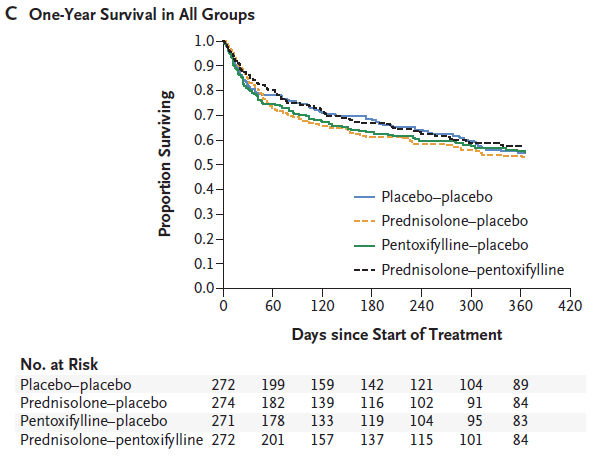 C One-Year Survival in All Groups
1.0
0.9
0.8
0.7
0.6
0.5
0.4
0.3
0.2
0.1
0.0
Proportion Surviving
Placebo–placebo
Prednisolone–placebo
Pentoxifylline–placebo
Prednisolone–pentoxifylline
0 60 120 180 240 300 360 420
Days since Start of Treatment
No. at Risk
Placebo–placebo 272 199 159 142 121 104 89
Prednisolone–placebo 274 182 139 116 102 91 84
Pentoxifylline–placebo 271 178 133 119 104 95 83
Prednisolone–pentoxifylline 272 201 157 137 115 101 84